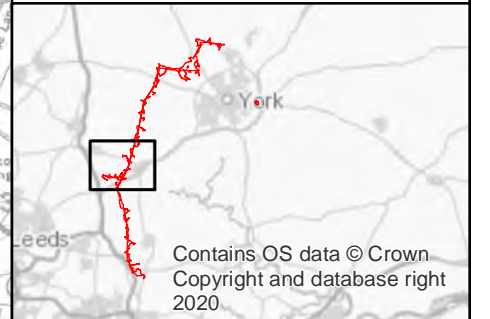 York
Leeds
Contains OS data © Crown
Copyright and database right
2020